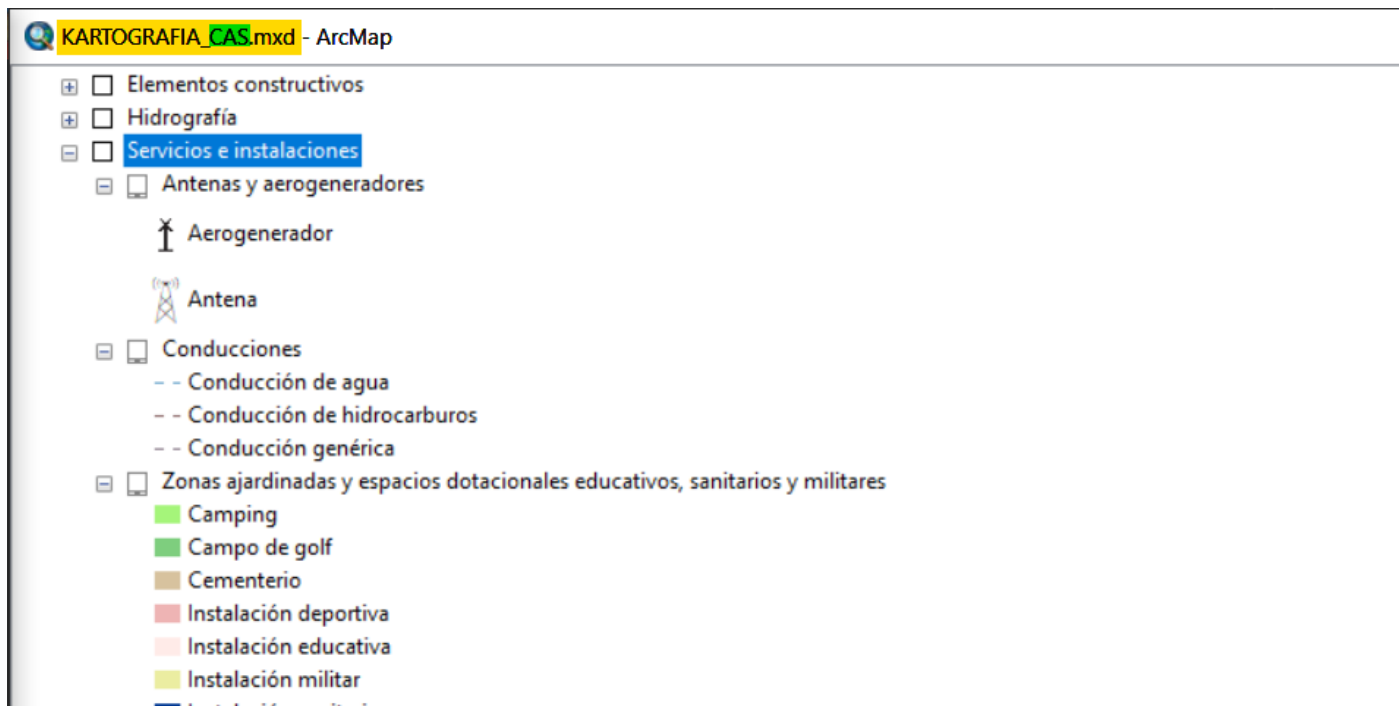 KARTOGRAFIA_CAS.mxd - ArcMap
Elementos constructivos
Hidrografía
Servicios e instalaciones
Antenas y aerogeneradores
Aerogenerador
Antena
Conducciones
Conducción de agua
Conducción de hidrocarburos
Conducción genérica
Zonas ajardinadas y espacios dotacionales educativos, sanitarios y militares
Camping
Campo de golf
Cementerio
Instalación deportiva
Instalación educativa
Instalación militar